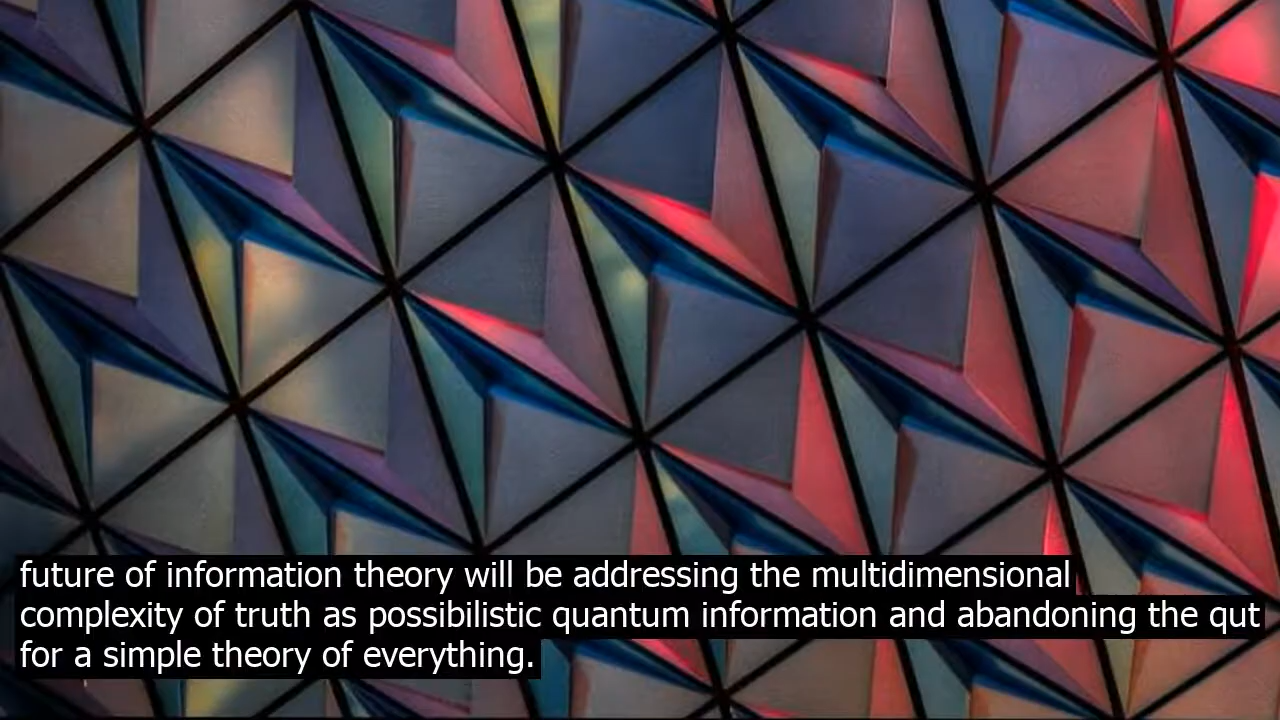 future of information theory will be addressing the multidimensional
complexity of truth as possibilistic quantum information and abandoning the qut
for a simple theory of everything.